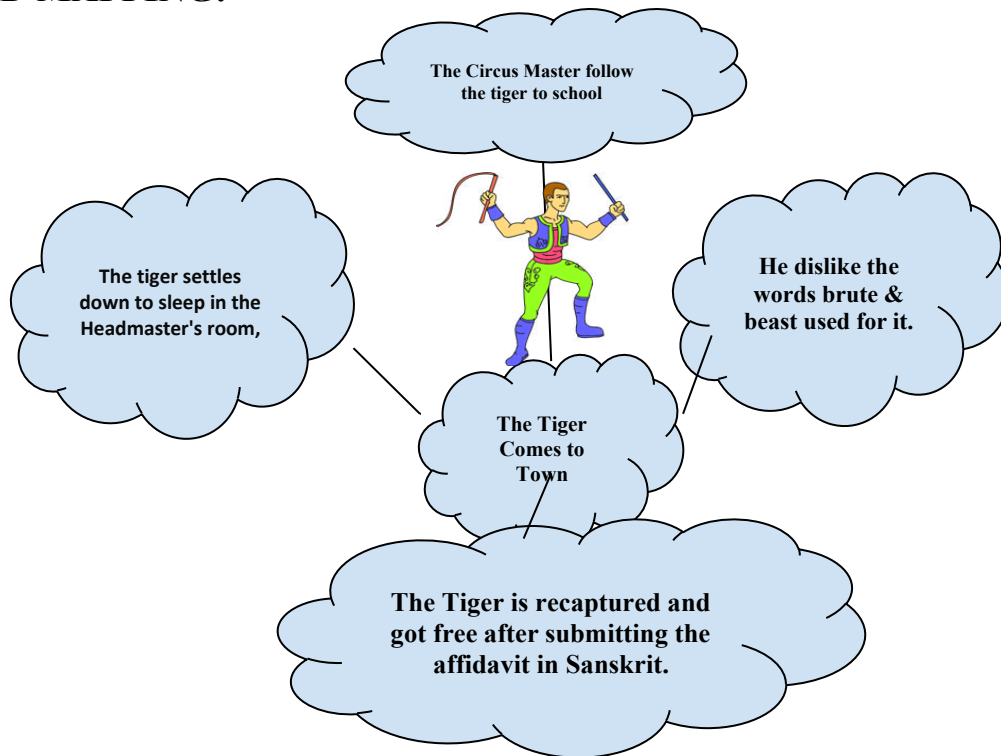 The Circus Master follow
the tiger to school
The tiger settles
down to sleep in the
Headmaster's room,
He dislike the
words brute &
beast used for it.
The Tiger
Comes to
Town
The Tiger is recaptured and
got free after submitting the
affidavit in Sanskrit.